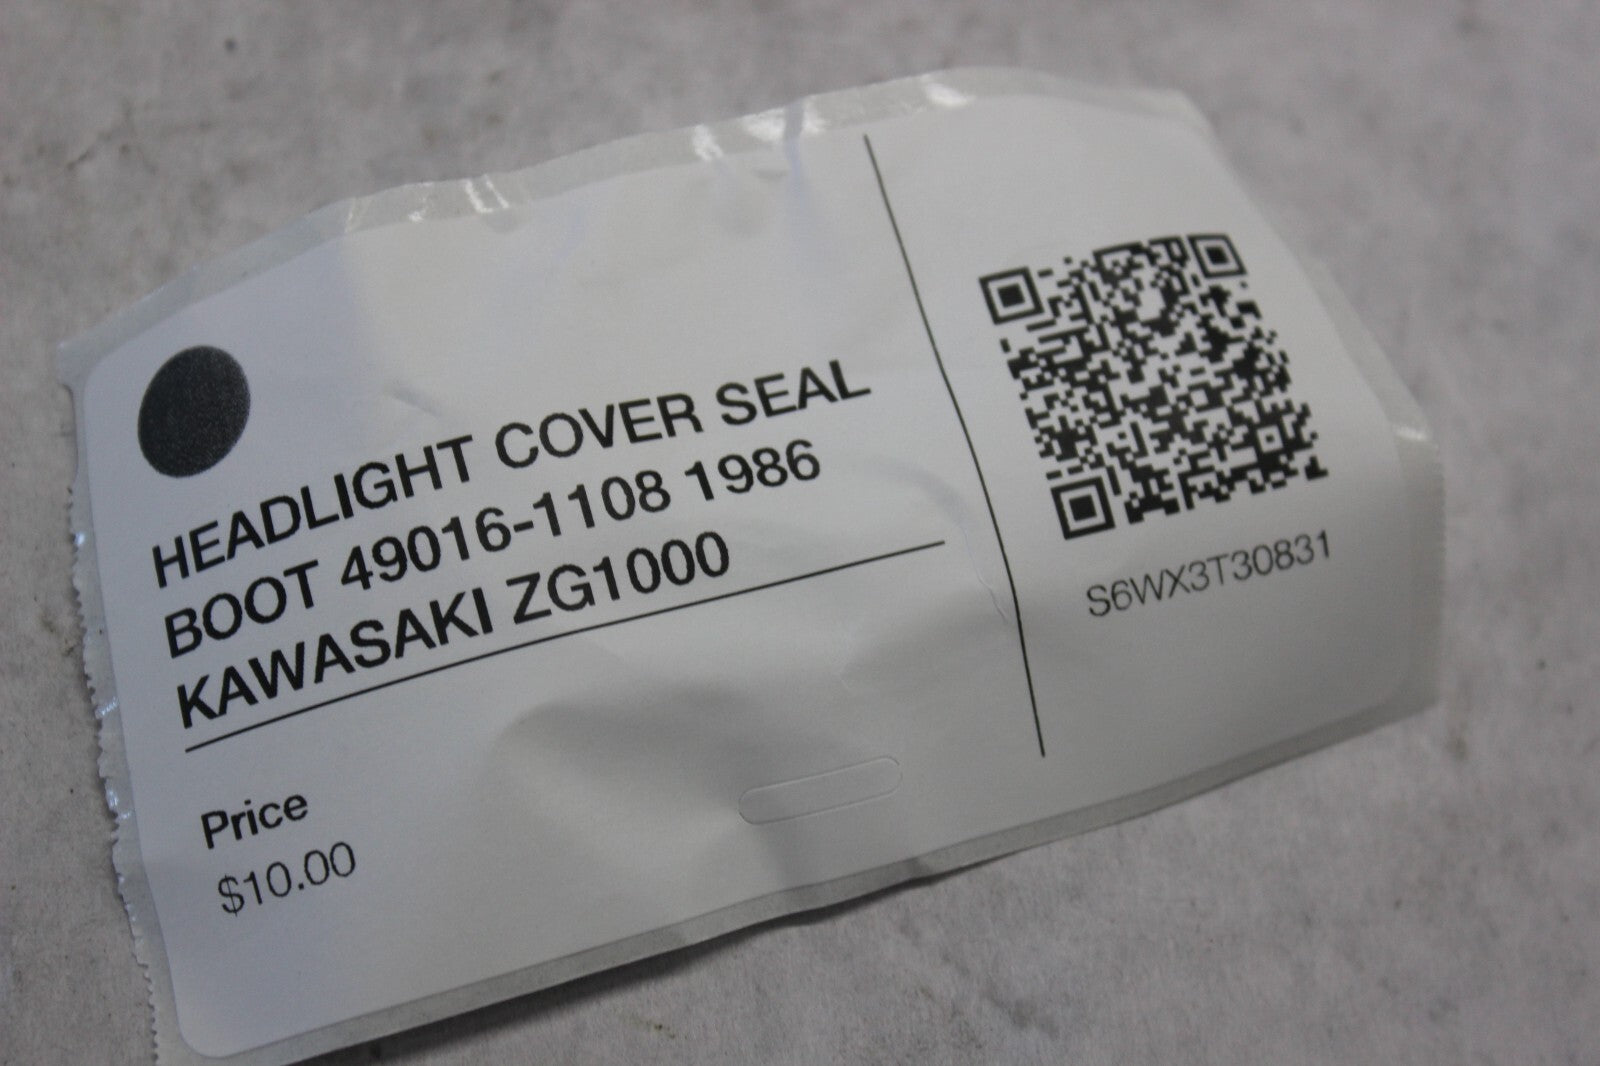 HEADLIGHT COVER SEAL
BOOT 49016-1108 1986
KAWASAKI ZG1000
Price
$10.00
S6WX3T30831